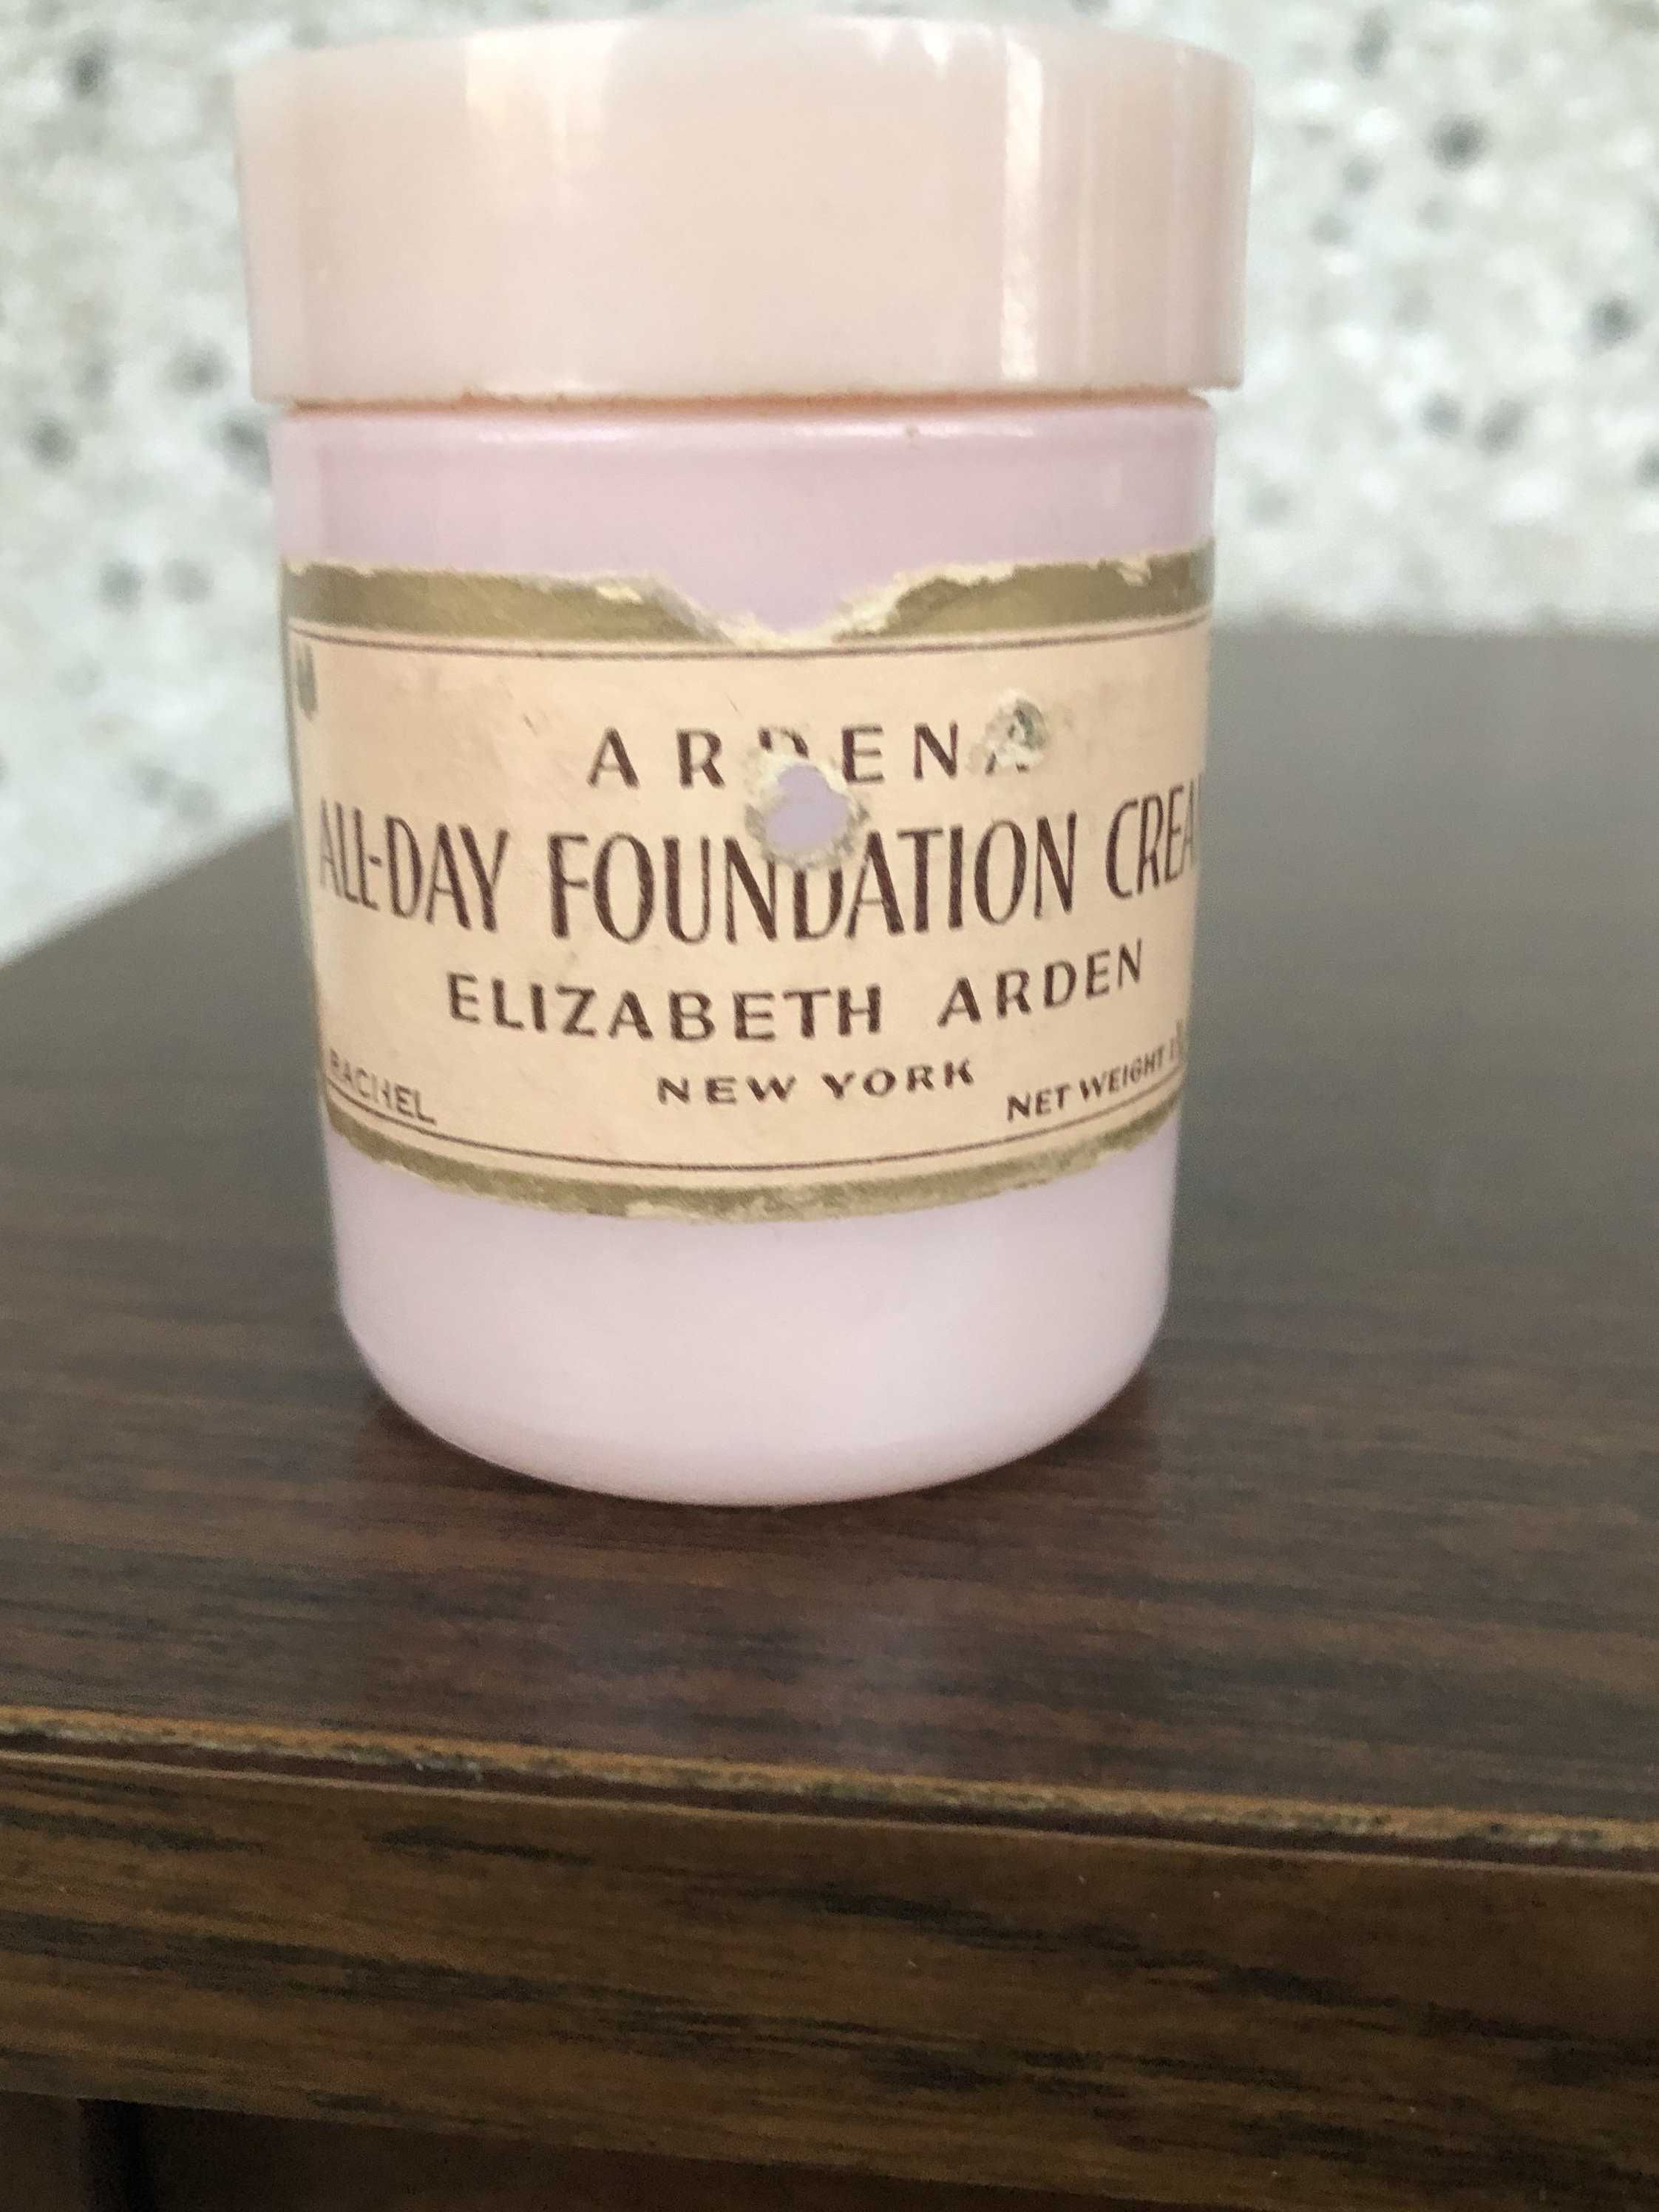 ARDENA
ALL-DAY FOUNDATION CREA
ELIZABETH ARDEN
NEW YORK
RACHEL
NET WEIGHT